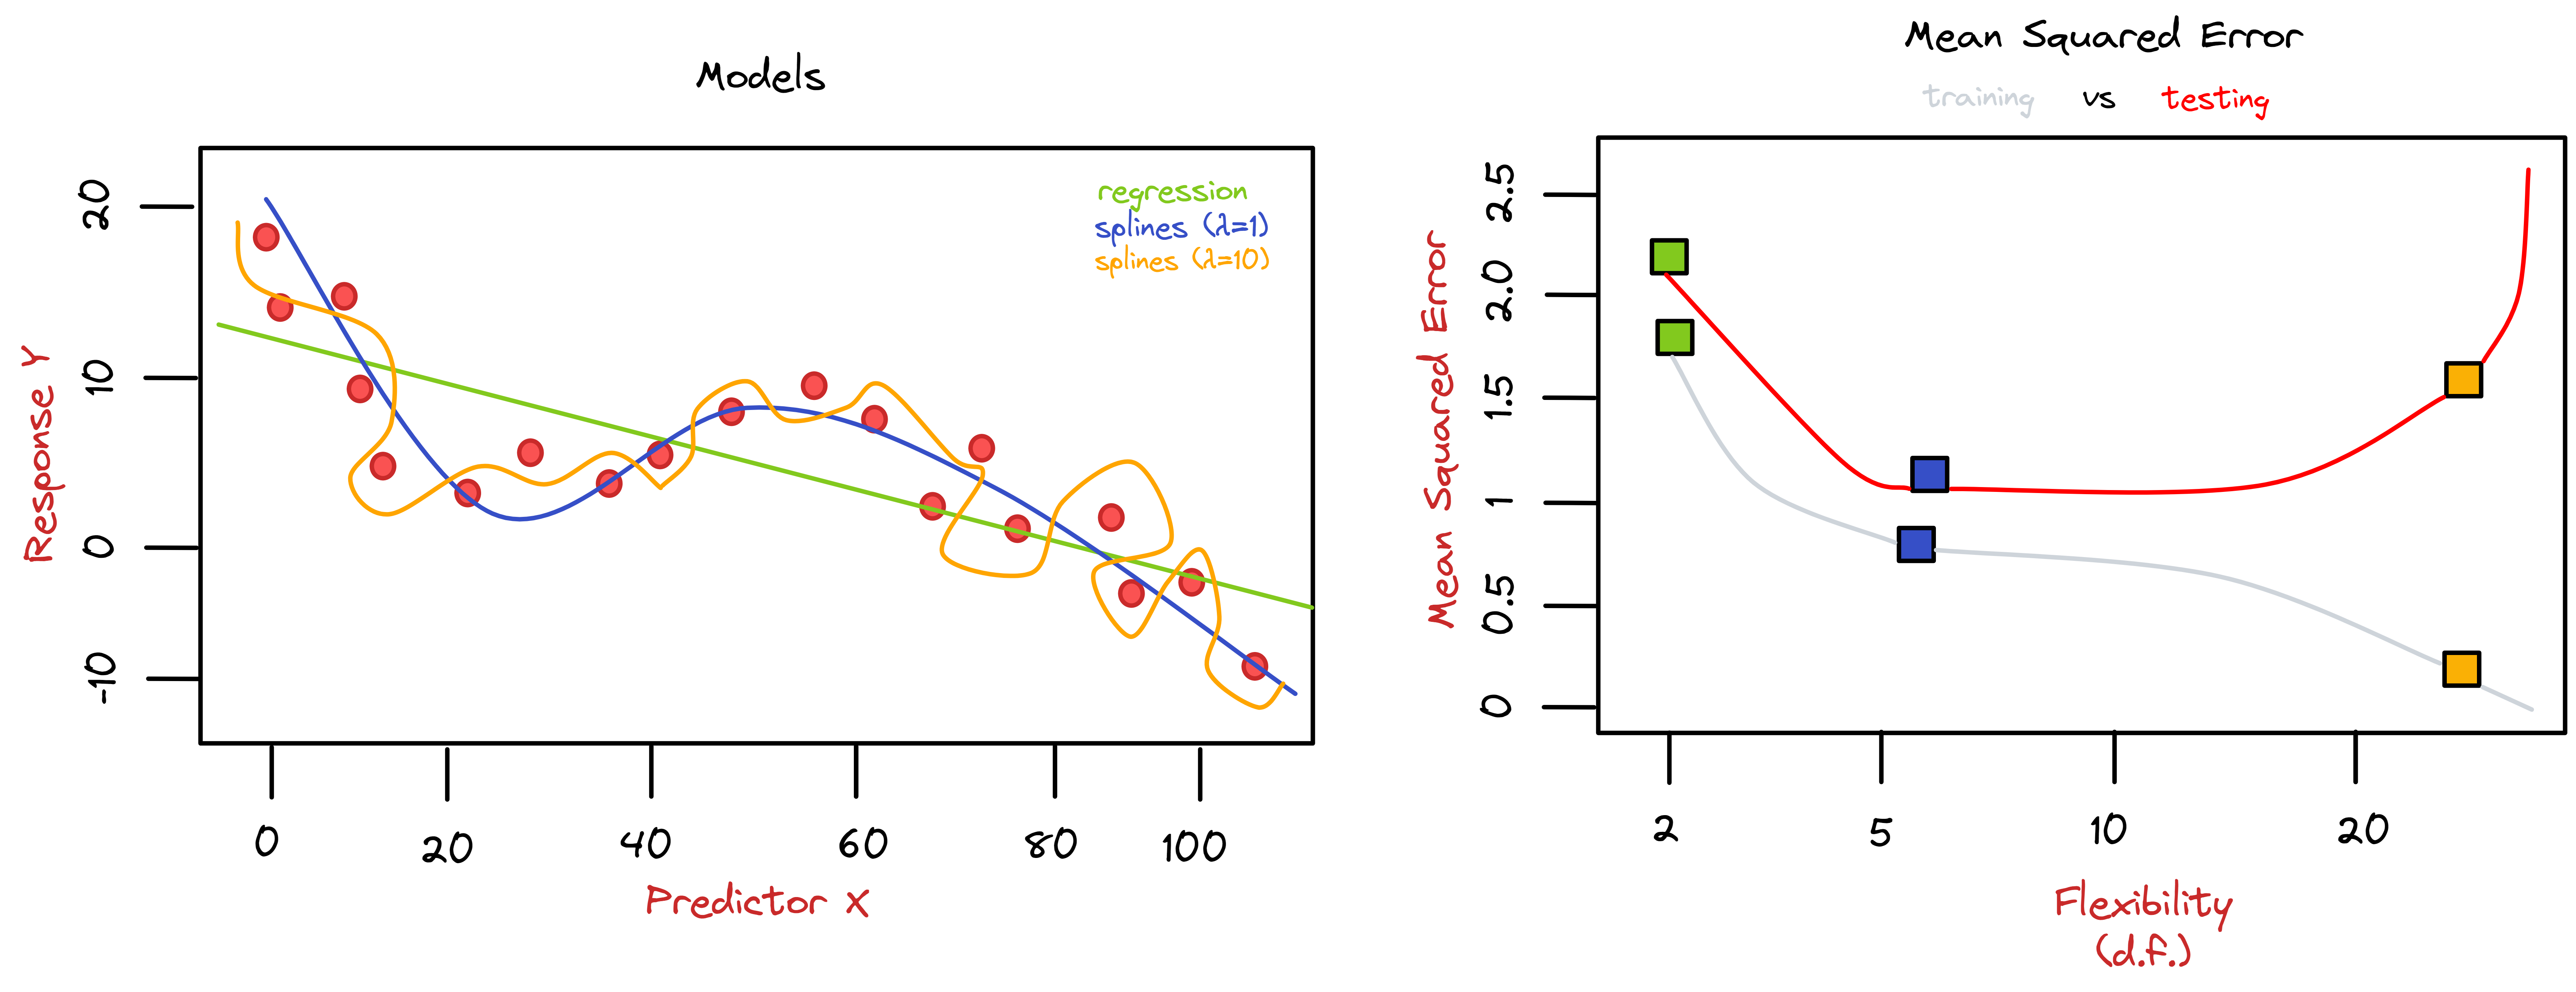 Models
20
10
0
-10
Response Y
regression
splines (λ=1)
splines (λ=10)
0 20 40 60 80 100
Predictor X
Mean Squared Error
training vs testing
2.5
2.0
1.5
1
0.5
0
Mean Squared Error
2 5 10 20
Flexibility
(d.f.)